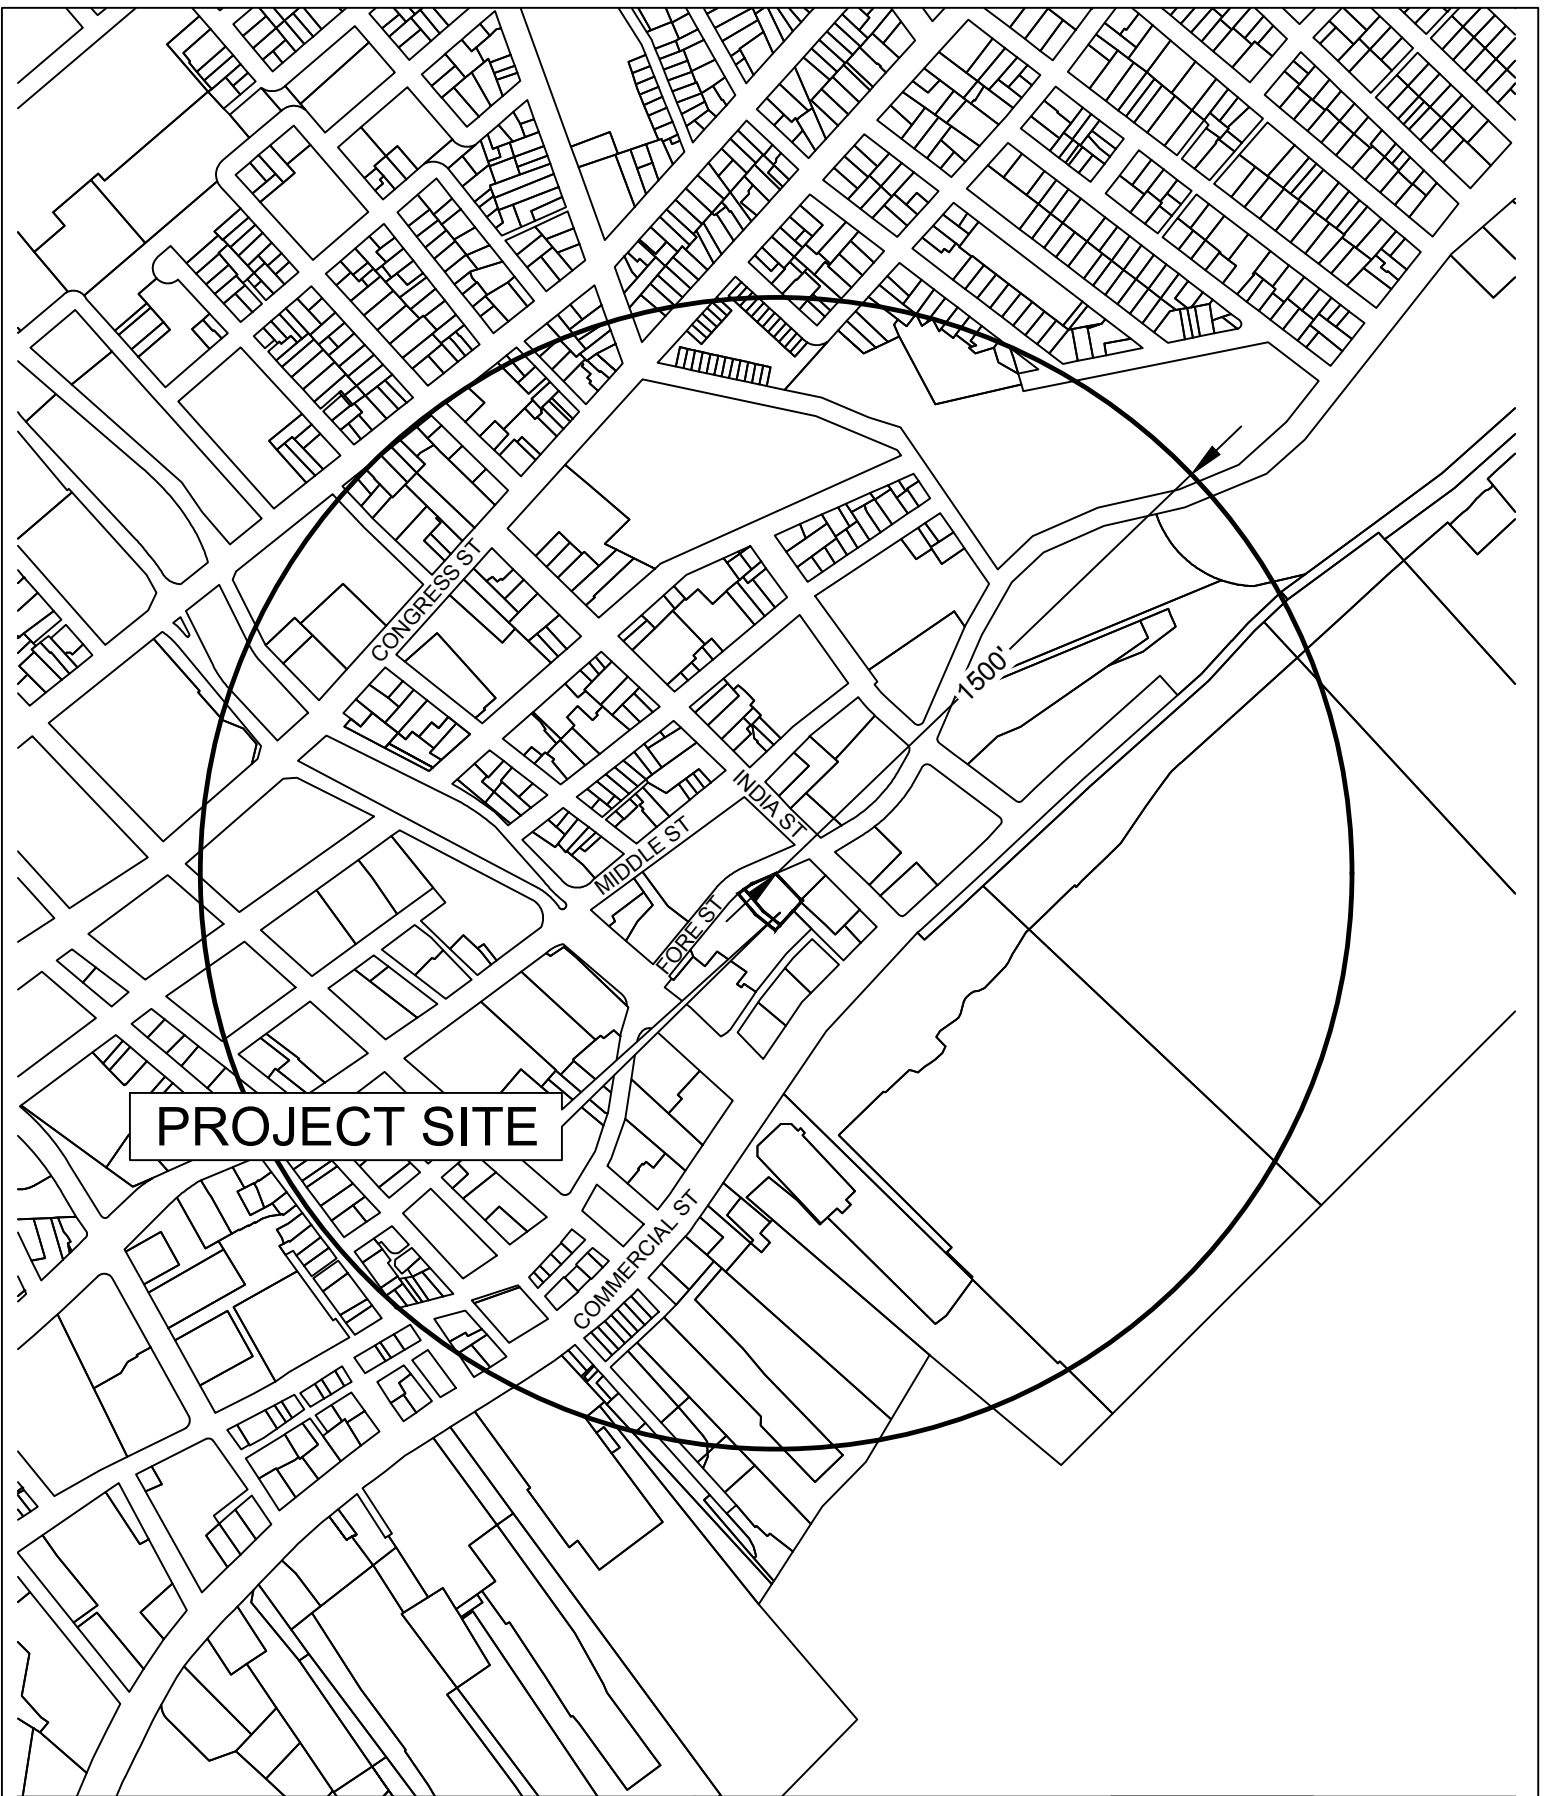 CONGRESS ST
1500'
INDIA ST
MIDDLE ST
FORE ST
PROJECT SITE
COMMERCIAL ST